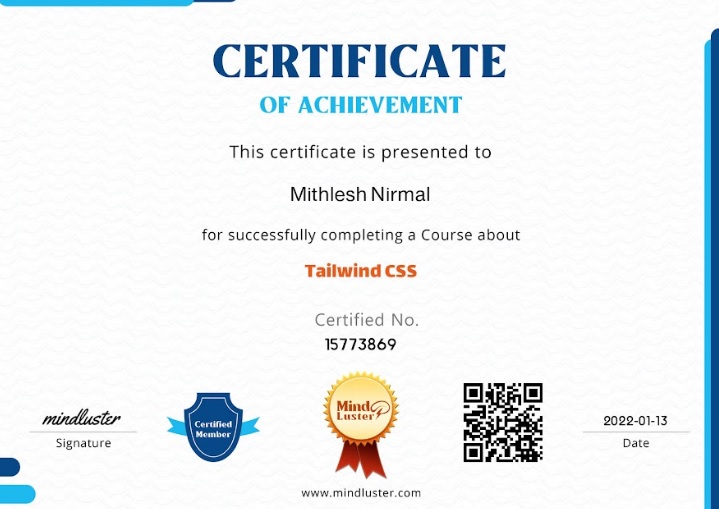 CERTIFICATE
OF ACHIEVEMENT
This certificate is presented to
Mithlesh Nirmal
for successfully completing a Course about
Tailwind CSS
Certified No.
15773869
mindluster
Signature
Certified
Member
Mind
Luster
2022-01-13
Date
www.mindluster.com